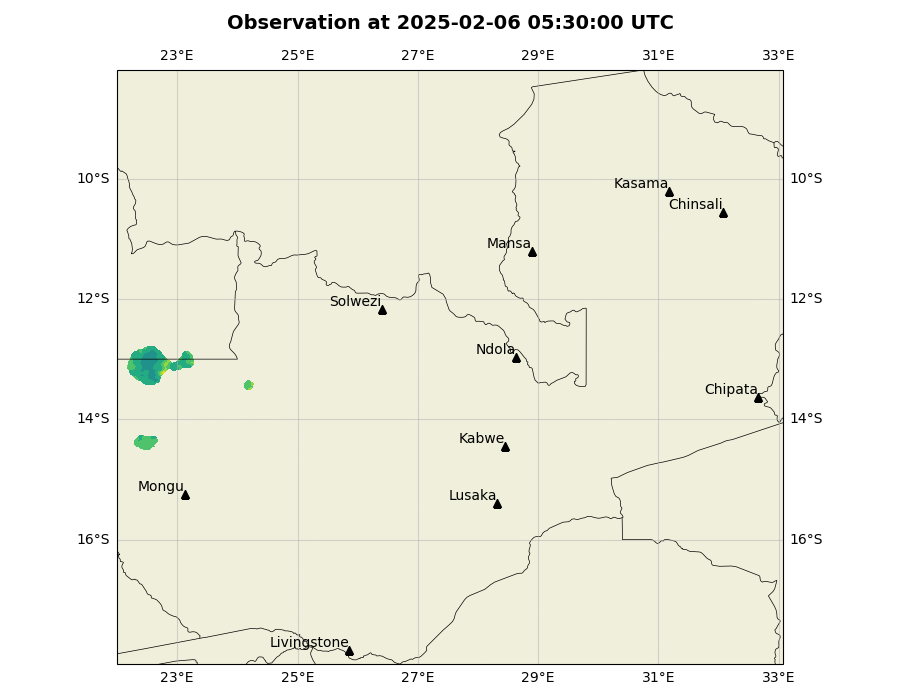 Observation at 2025-02-06 05:30:00 UTC
23°E 25°E 27°E 29°E 31°E 33°E
10°S 10°S
Kasama
Chinsali
Mansa
12°S 12°S
Solwezi
Ndola
Chipata
14°S 14°S
Kabwe
Mongu
Lusaka
16°S 16°S
Livingstone
23°E 25°E 27°E 29°E 31°E 33°E